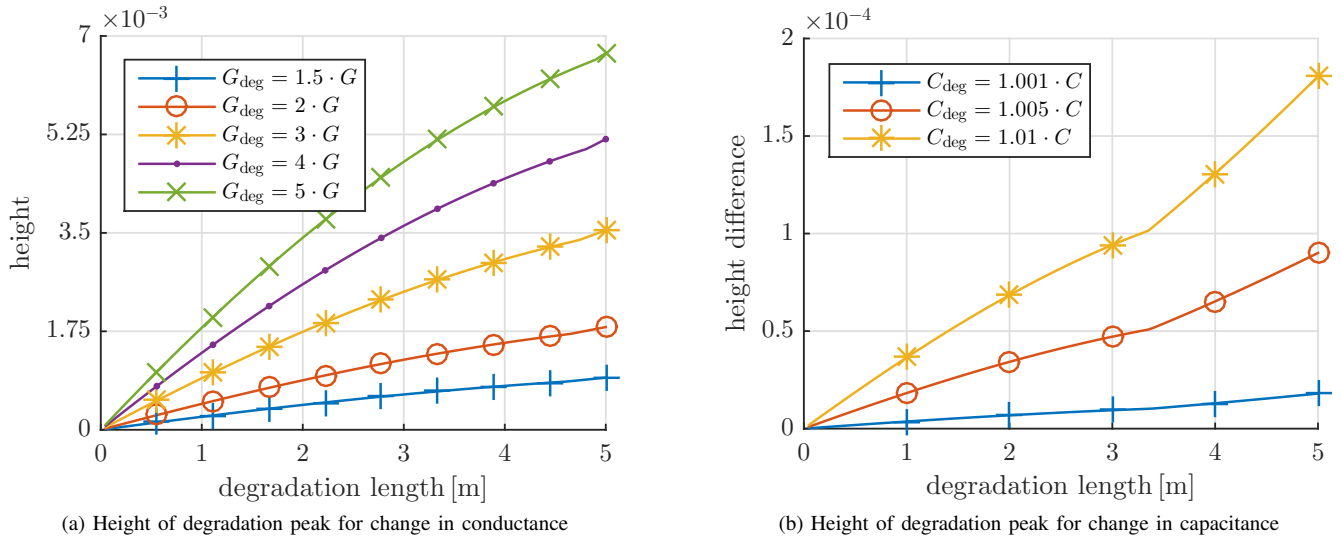 ×10⁻³
7
5.25
3.5
1.75
0
height
G_deg = 1.5 · G
G_deg = 2 · G
G_deg = 3 · G
G_deg = 4 · G
G_deg = 5 · G
0 1 2 3 4 5
degradation length [m]
(a) Height of degradation peak for change in conductance
×10⁻⁴
2
1.5
1
0.5
0
height difference
C_deg = 1.001 · C
C_deg = 1.005 · C
C_deg = 1.01 · C
1 2 3 4 5
degradation length [m]
(b) Height of degradation peak for change in capacitance